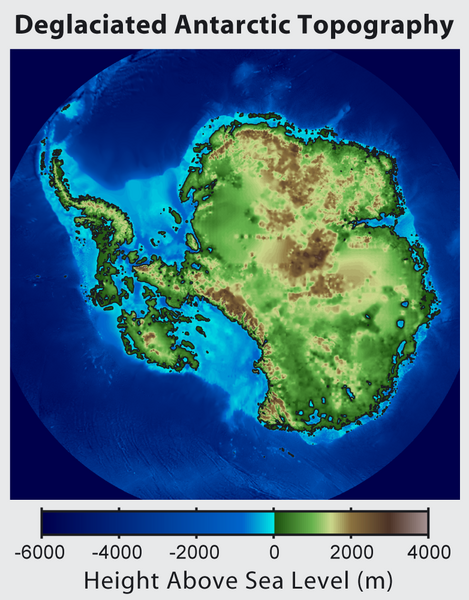 Deglaciated Antarctic Topography
-6000 -4000 -2000 0 2000 4000
Height Above Sea Level (m)